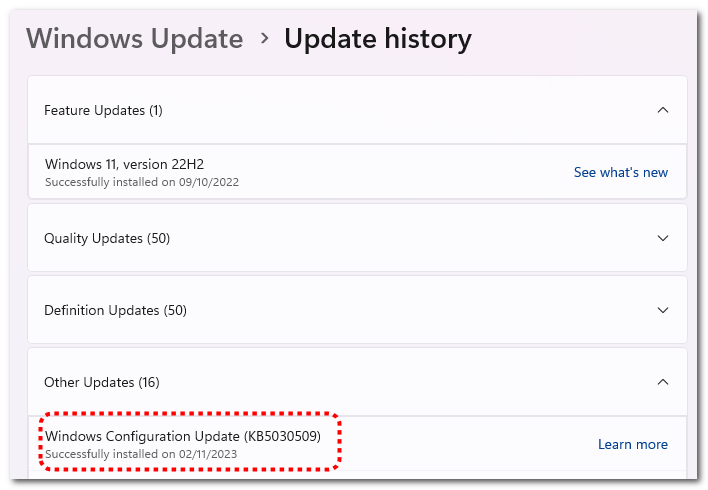 Windows Update > Update history
Feature Updates (1)
Windows 11, version 22H2
Successfully installed on 09/10/2022
See what's new
Quality Updates (50)
Definition Updates (50)
Other Updates (16)
Windows Configuration Update (KB5030509)
Successfully installed on 02/11/2023
Learn more